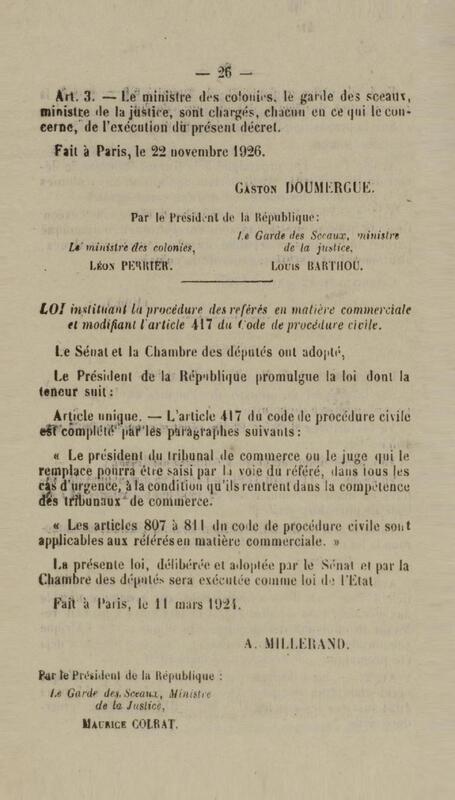 — 26 —
Art. 3. — Le ministre des colonies, le garde des sceaux,
ministre de la justice, sont chargés, chacun en ce qui le con-
cerne, de l'exécution du présent décret.
Fait à Paris, le 22 novembre 1926.
GASTON DOUMERGUE.
Par le Président de la République:
Le Garde des Sceaux, ministre
Le ministre des colonies,
de la justice,
LÉON PERRIER.
LOUIS BARTHOU.
LOI instituant la procédure des referés en matière commerciale
et modifiant l'article 417 du Code de procédure civile.
Le Sénat et la Chambre des députés ont adopté,
Le Président de la République promulgue la loi dont la
teneur suit :
Article unique. — L'article 417 du code de procédure civile
est complété par les paragraphes suivants :
« Le président du tribunal de commerce ou le juge qui le
remplace pourra être saisi par la voie du référé, dans tous les
cas d'urgence, à la condition qu'ils rentrent dans la compétence
des tribunaux de commerce.
« Les articles 807 à 811 du code de procédure civile sont
applicables aux référés en matière commerciale. »
La présente loi, délibérée et adoptée par le Sénat et par la
Chambre des députés sera exécutée comme loi de l'Etat
Fait à Paris, le 11 mars 1924.
A. MILLERAND.
Par le Président de la République :
Le Garde des Sceaux, Ministre
de la Justice,
MAURICE COLRAT.